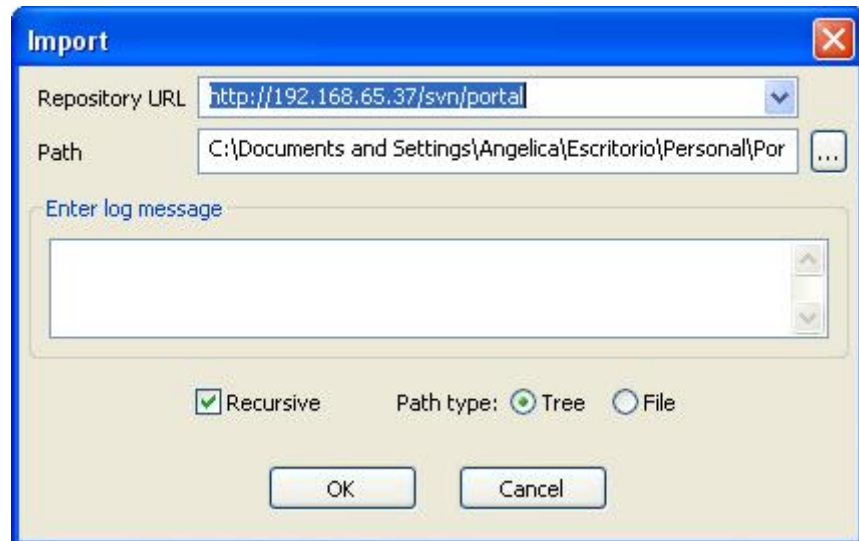 Import
Repository URL http://192.168.65.37/svn/portal
Path C:\Documents and Settings\Angelica\Escritorio\Personal\Por ...
Enter log message
Recursive Path type: Tree File
OK Cancel